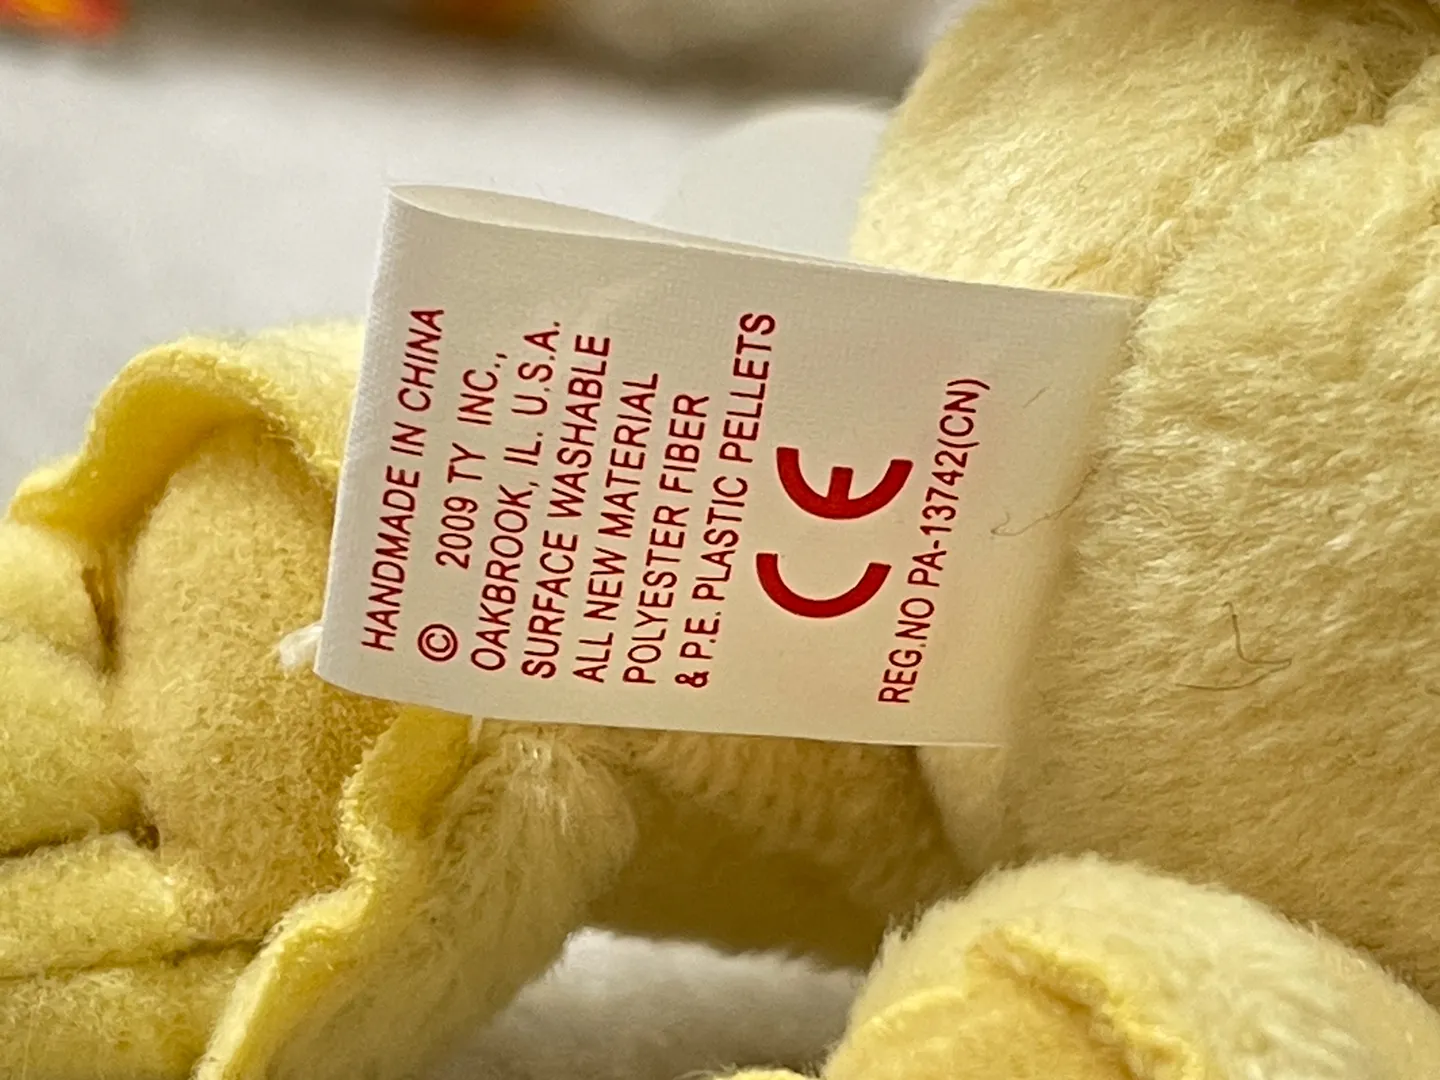 HANDMADE IN CHINA
© 2009 TY INC.,
OAKBROOK, IL. U.S.A.
SURFACE WASHABLE
ALL NEW MATERIAL
POLYESTER FIBER
& P.E. PLASTIC PELLETS
CE
REG.NO PA-13742(CN)